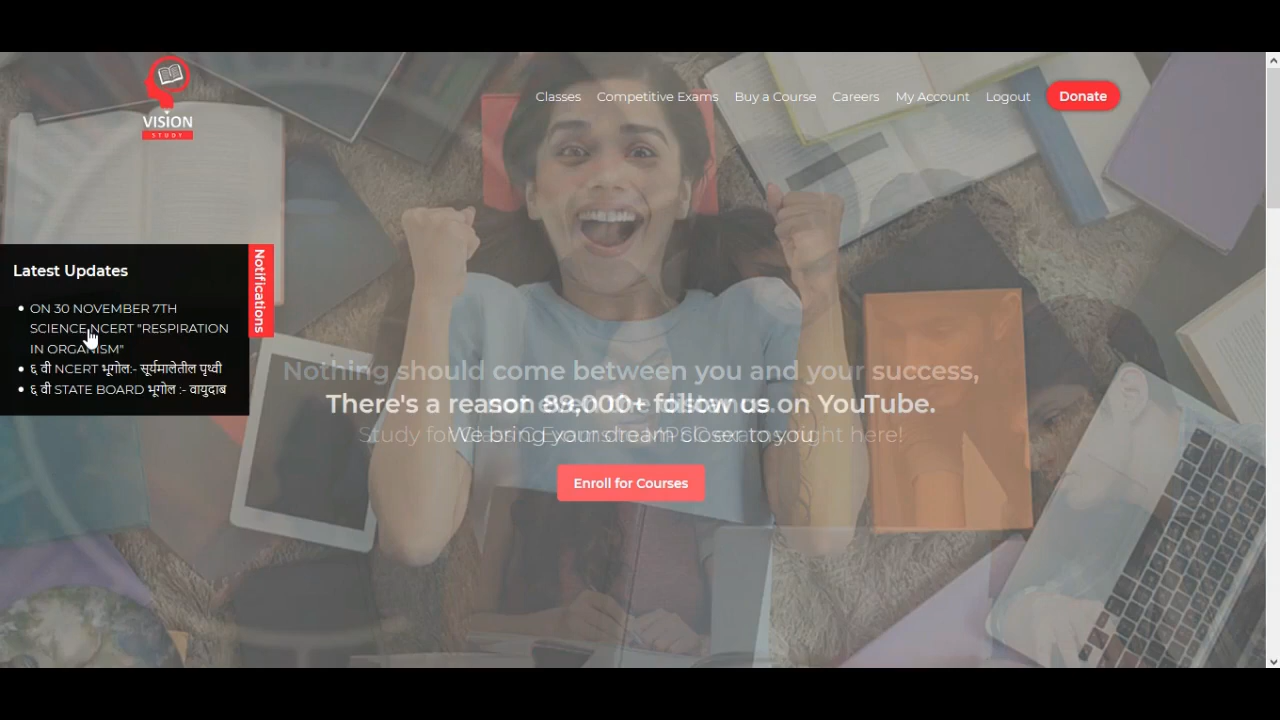 VISION
STUDY
Classes Competitive Exams Buy a Course Careers My Account Logout Donate
Latest Updates
Notifications
ON 30 NOVEMBER 7TH
SCIENCE NCERT "RESPIRATION
IN ORGANISM"
६ वी NCERT भूगोल:- सूर्यमालेतील पृथ्वी
६ वी STATE BOARD भूगोल :- वायुदाब
Nothing should come between you and your success,
There's a reason 89,000+ follow us on YouTube.
We bring your dream closer to you
Enroll for Courses